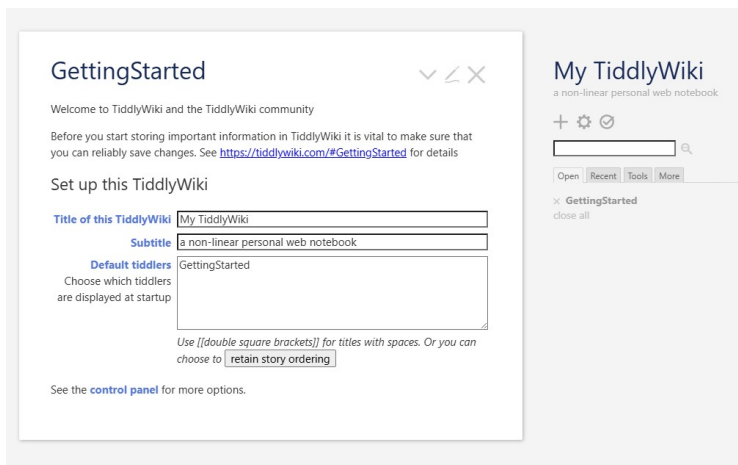 GettingStarted
Welcome to TiddlyWiki and the TiddlyWiki community
Before you start storing important information in TiddlyWiki it is vital to make sure that
you can reliably save changes. See https://tiddlywiki.com/#GettingStarted for details
Set up this TiddlyWiki
Title of this TiddlyWiki My TiddlyWiki
Subtitle a non-linear personal web notebook
Default tiddlers GettingStarted
Choose which tiddlers
are displayed at startup
Use [[double square brackets]] for titles with spaces. Or you can
choose to retain story ordering
See the control panel for more options.
My TiddlyWiki
a non-linear personal web notebook
Open Recent Tools More
× GettingStarted
close all